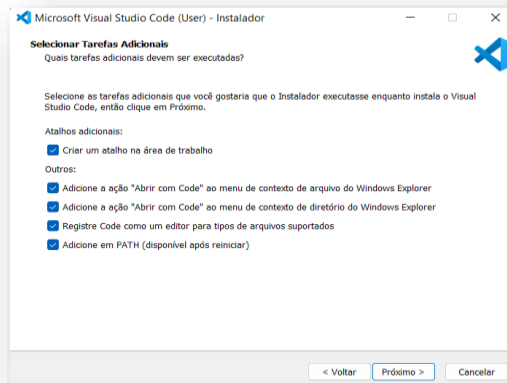 Microsoft Visual Studio Code (User) - Instalador
Selecionar Tarefas Adicionais
Quais tarefas adicionais devem ser executadas?
Selecione as tarefas adicionais que você gostaria que o Instalador executasse enquanto instala o Visual
Studio Code, então clique em Próximo.
Atalhos adicionais:
Criar um atalho na área de trabalho
Outros:
Adicione a ação "Abrir com Code" ao menu de contexto de arquivo do Windows Explorer
Adicione a ação "Abrir com Code" ao menu de contexto de diretório do Windows Explorer
Registre Code como um editor para tipos de arquivos suportados
Adicione em PATH (disponível após reiniciar)
< Voltar Próximo > Cancelar